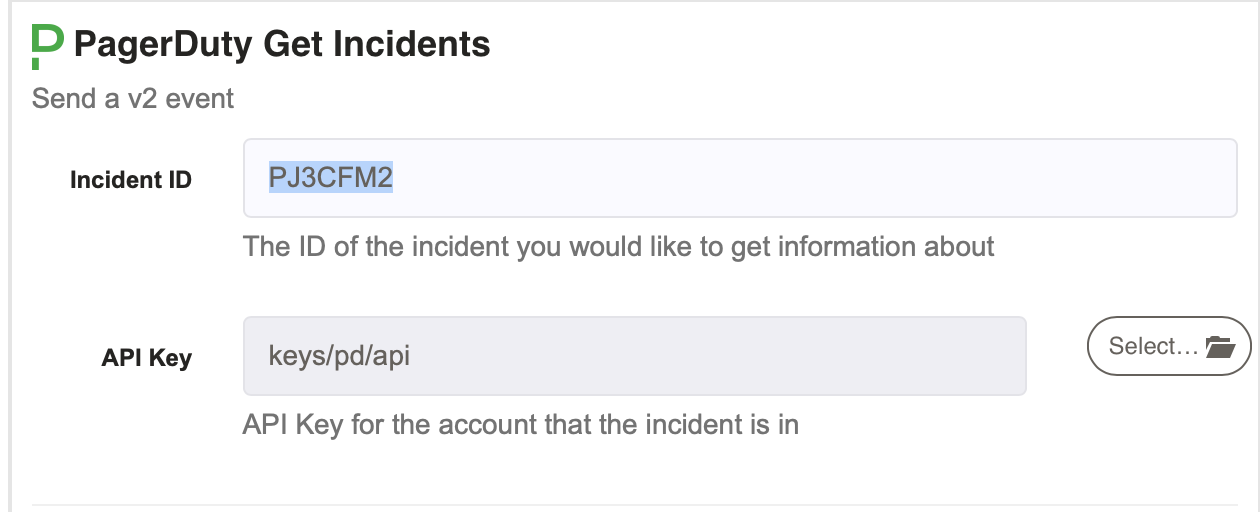 PagerDuty Get Incidents
Send a v2 event
Incident ID
PJ3CFM2
The ID of the incident you would like to get information about
API Key
keys/pd/api
Select...
API Key for the account that the incident is in